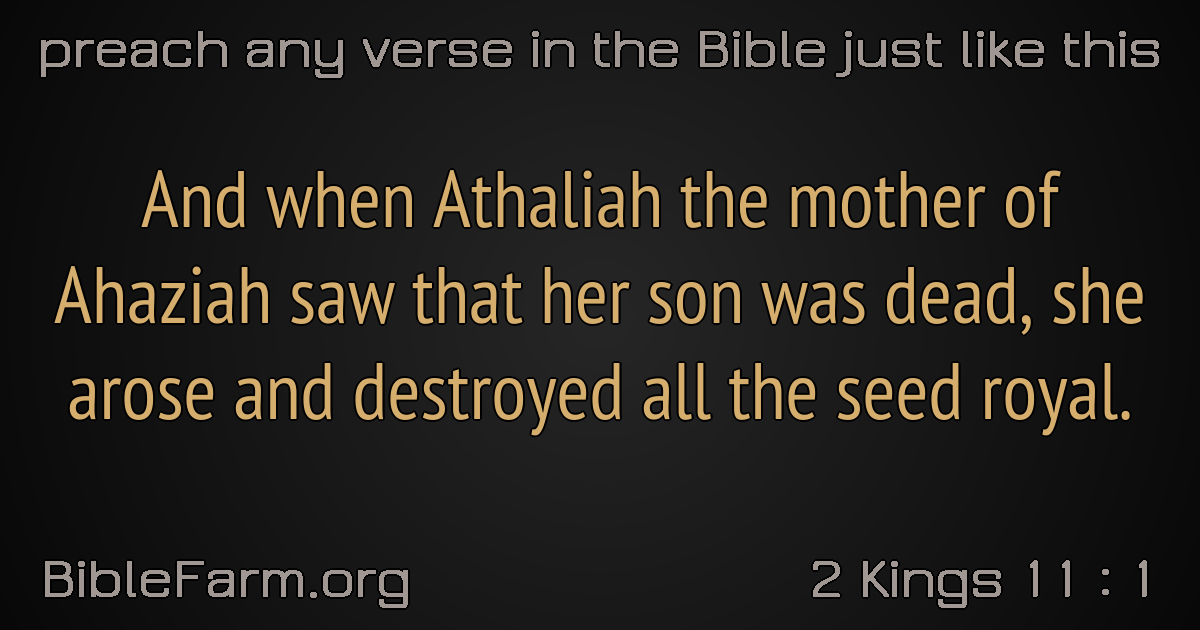 preach any verse in the Bible just like this
And when Athaliah the mother of
Ahaziah saw that her son was dead, she
arose and destroyed all the seed royal.
BibleFarm.org
2 Kings 11 : 1